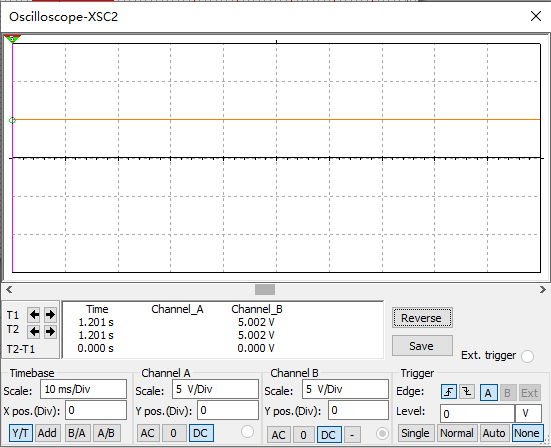 Oscilloscope-XSC2
T1
T2
T2-T1
Time Channel_A Channel_B
1.201 s 5.002 V
1.201 s 5.002 V
0.000 s 0.000 V
Reverse
Save
Ext. trigger
Timebase
Scale: 10 ms/Div
X pos.(Div): 0
Y/T Add B/A A/B
Channel A
Scale: 5 V/Div
Y pos.(Div): 0
AC 0 DC
Channel B
Scale: 5 V/Div
Y pos.(Div): 0
AC 0 DC -
Trigger
Edge: A B Ext
Level: 0 V
Single Normal Auto None